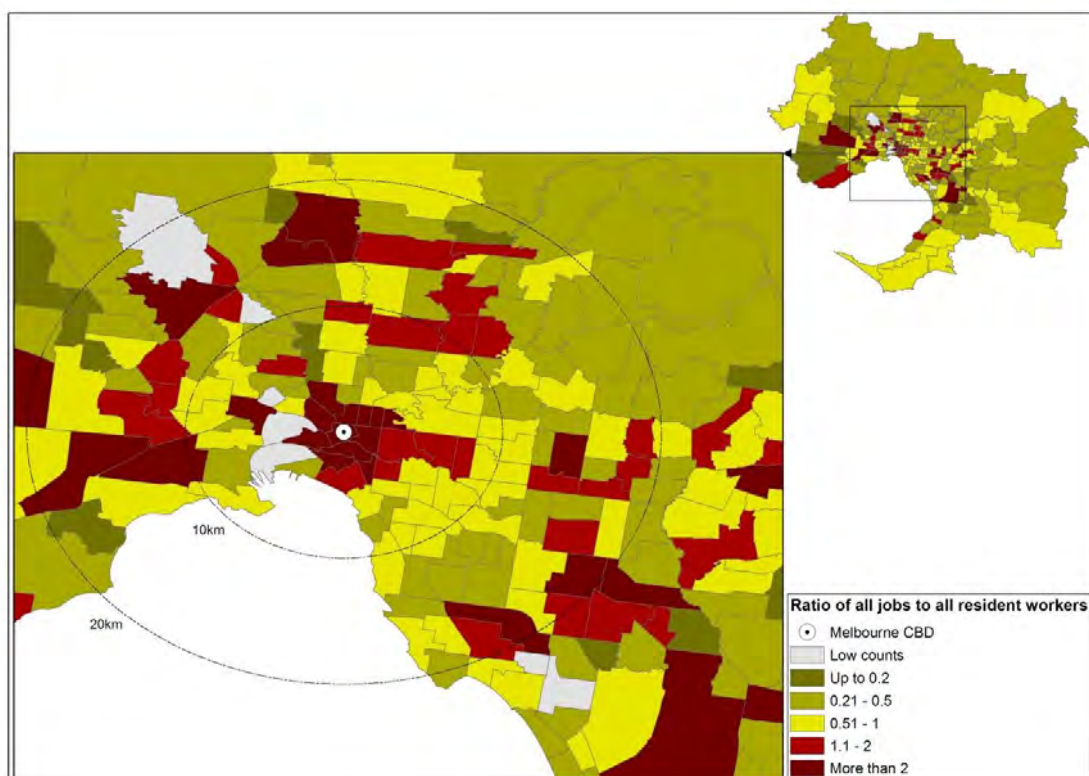 10km
20km
Ratio of all jobs to all resident workers
Melbourne CBD
Low counts
Up to 0.2
0.21 - 0.5
0.51 - 1
1.1 - 2
More than 2